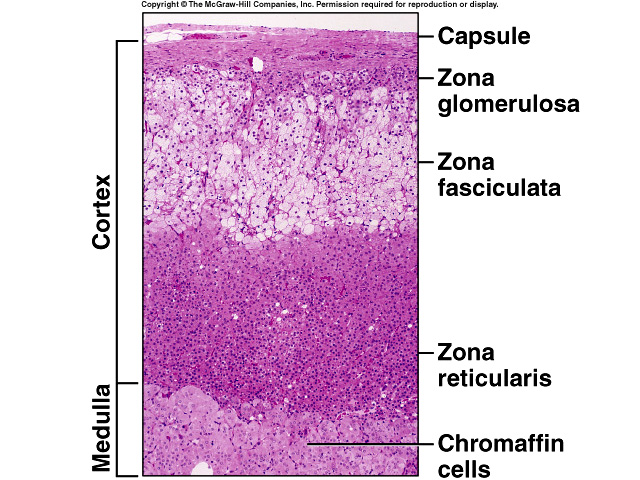 Copyright © The McGraw-Hill Companies, Inc. Permission required for reproduction or display.
Capsule
Zona
glomerulosa
Zona
fasciculata
Cortex
Zona
reticularis
Medulla
Chromaffin
cells